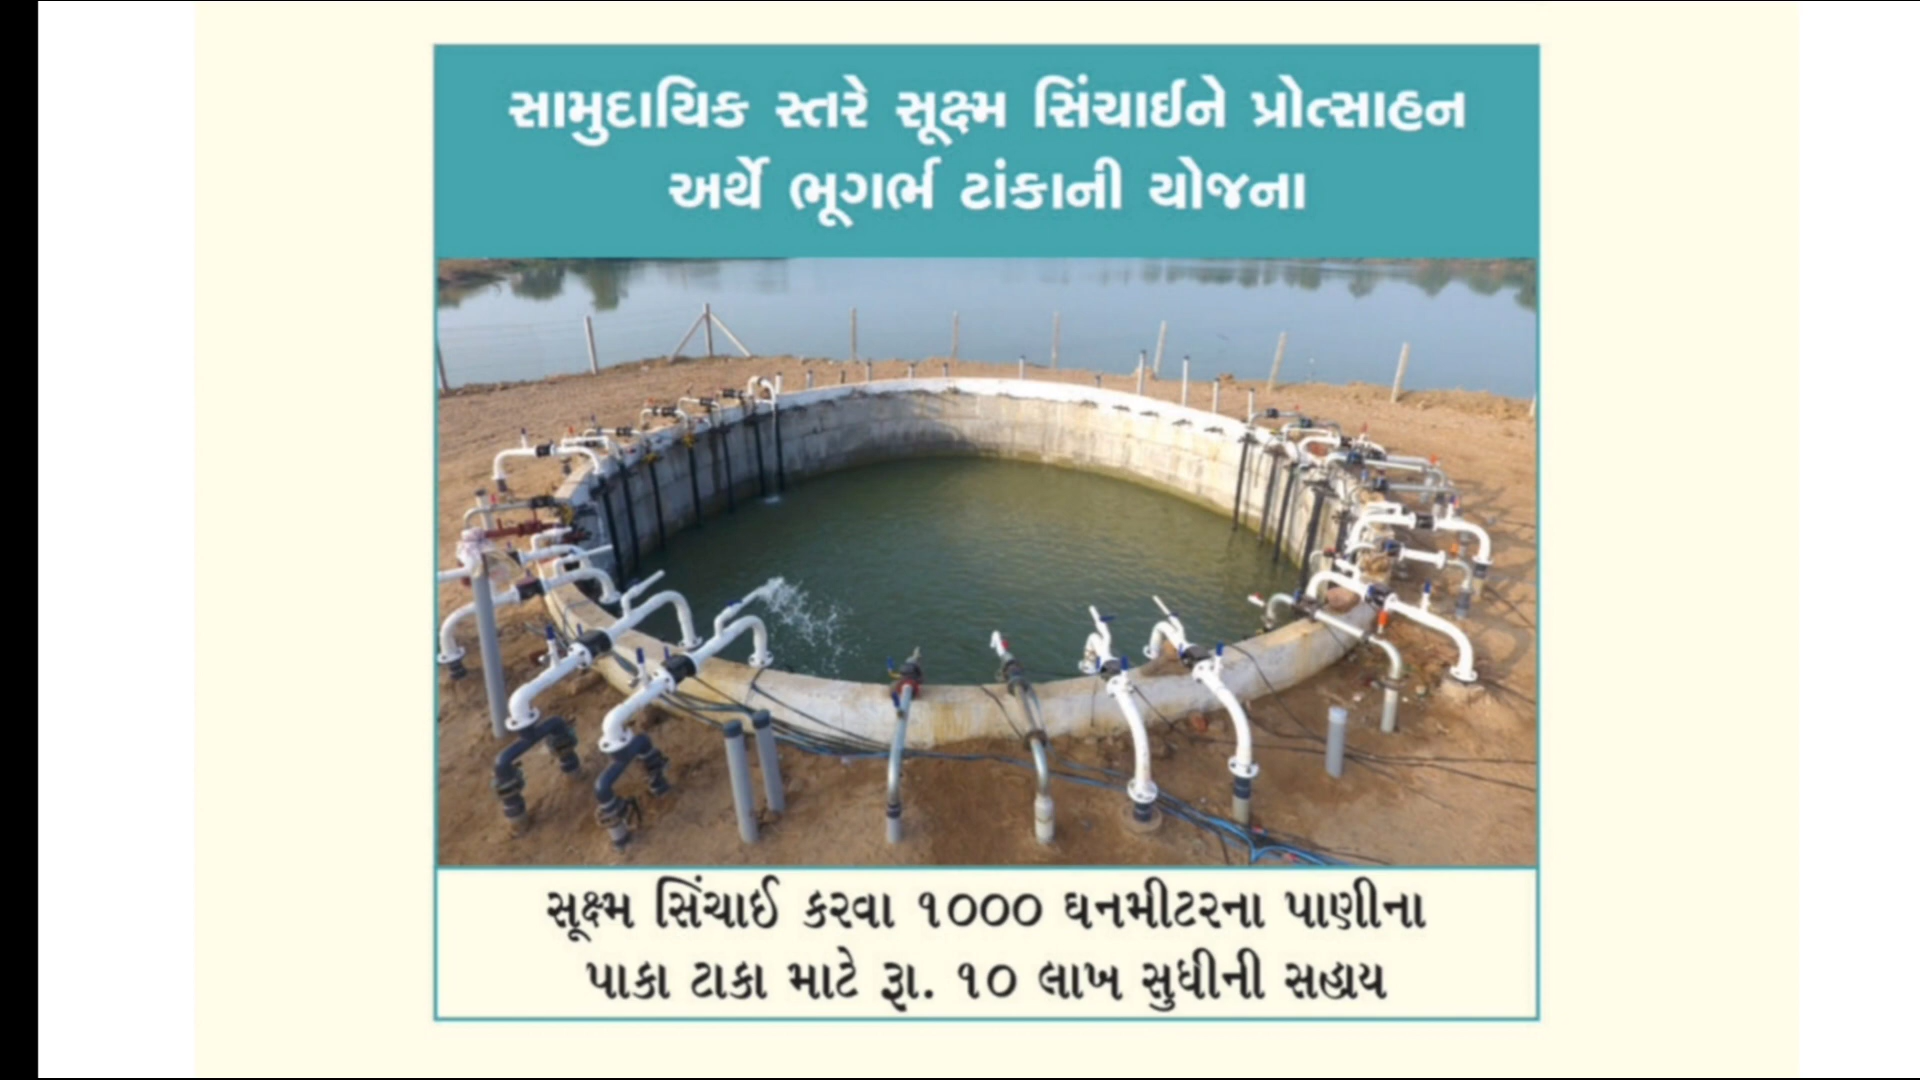 સામુદાયિક સ્તરે સૂક્ષ્મ સિંચાઈને પ્રોત્સાહન
અર્થે ભૂગર્ભ ટાંકાની યોજના
સૂક્ષ્મ સિંચાઈ કરવા ૧૦૦૦ ઘનમીટરના પાણીના
પાકા ટાકા માટે રૂા. ૧૦ લાખ સુધીની સહાય